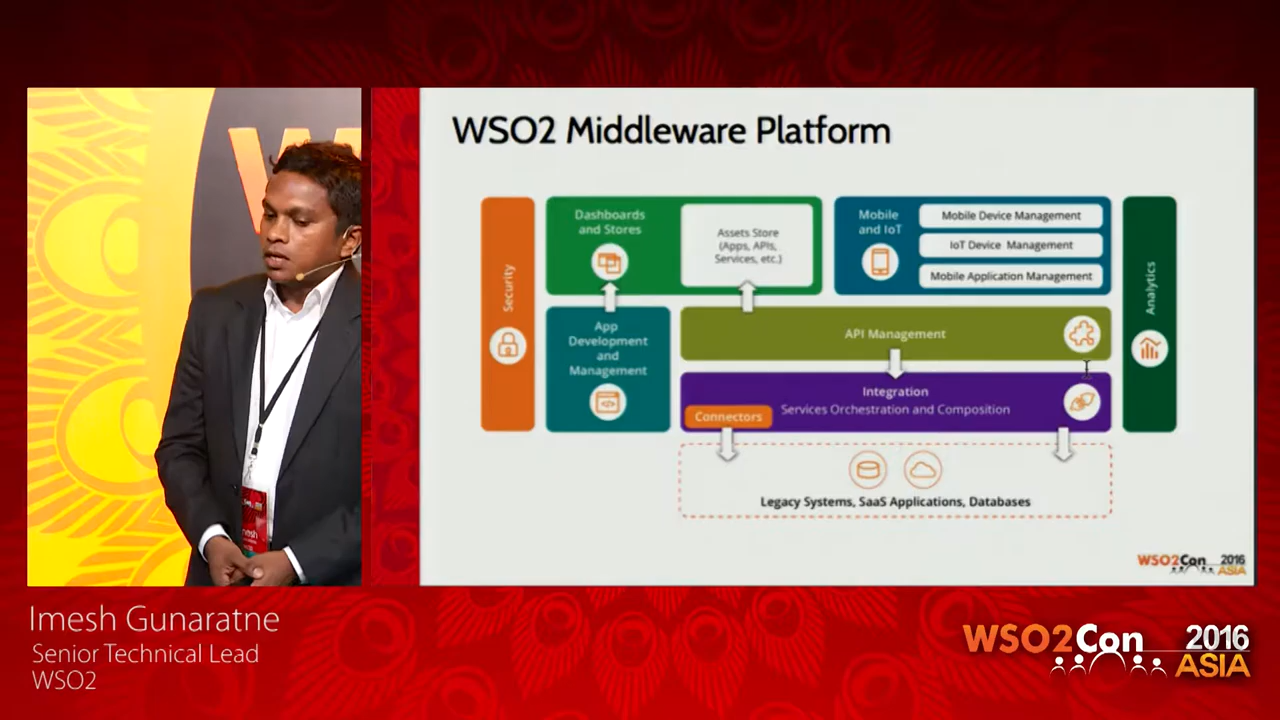 WSO2 Middleware Platform
Security
Dashboards
and Stores
Assets Store
(Apps, APIs,
Services, etc.)
Mobile
and IoT
Mobile Device Management
IoT Device Management
Mobile Application Management
Analytics
App
Development
and
Management
API Management
Integration
Services Orchestration and Composition
Connectors
Legacy Systems, SaaS Applications, Databases
WSO2Con 2016
ASIA
Imesh Gunaratne
Senior Technical Lead
WSO2
WSO2Con 2016
ASIA